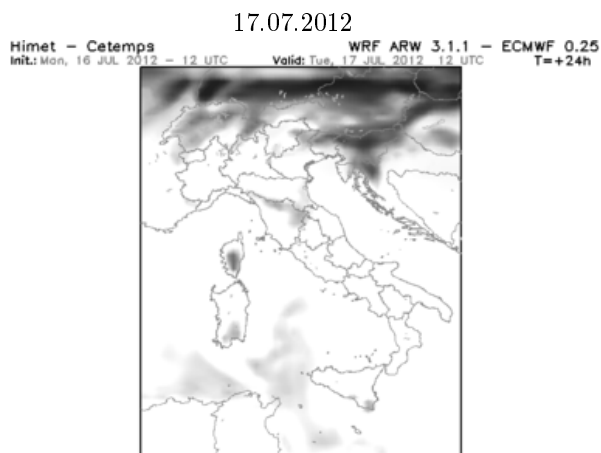 17.07.2012
Himet - Cetemps WRF ARW 3.1.1 - ECMWF 0.25
Init.: Mon, 16 JUL 2012 - 12 UTC Valid: Tue, 17 JUL 2012 12 UTC T=+24h